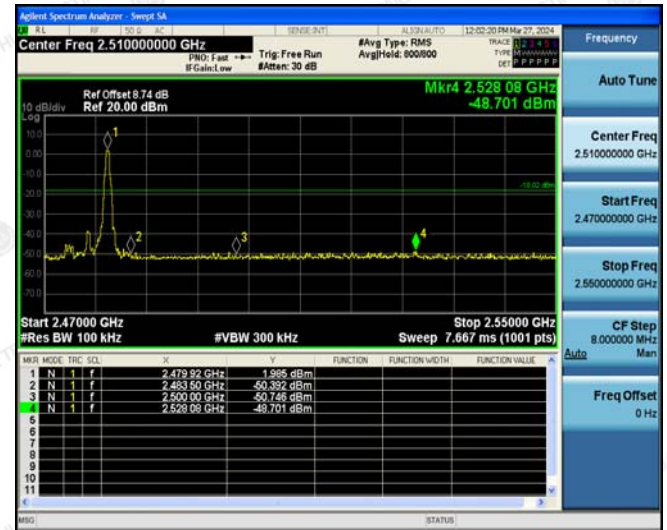 Agilent Spectrum Analyzer - Swept SA
RL RF 50 Ω AC SENSE:INT ALIGN AUTO 12:02:20 PM Mar 27, 2024
Center Freq 2.510000000 GHz
PNO: Fast Trig: Free Run #Avg Type: RMS TRACE 1 2 3 4 5 6
IFGain:Low #Atten: 30 dB Avg|Hold: 800/800 TYPE
DET P P P P P P
Ref Offset 8.74 dB Mkr4 2.528 08 GHz
10 dB/div Ref 20.00 dBm -48.701 dBm
Log
10.0
0.00
-10.0
-20.0
-30.0
-40.0
-50.0
-60.0
-70.0
1
2
3
4
-18.02 dBm
Start 2.47000 GHz Stop 2.55000 GHz
#Res BW 100 kHz #VBW 300 kHz Sweep 7.667 ms (1001 pts)
MKR MODE TRC SCL X Y FUNCTION FUNCTION WIDTH FUNCTION VALUE
1 N 1 f 2.479 92 GHz 1.985 dBm
2 N 1 f 2.483 50 GHz -50.392 dBm
3 N 1 f 2.500 00 GHz -50.746 dBm
4 N 1 f 2.528 08 GHz -48.701 dBm
5
6
7
8
9
10
11
MSG STATUS
Frequency
Auto Tune
Center Freq
2.510000000 GHz
Start Freq
2.470000000 GHz
Stop Freq
2.550000000 GHz
CF Step
8.000000 MHz
Auto Man
Freq Offset
0 Hz